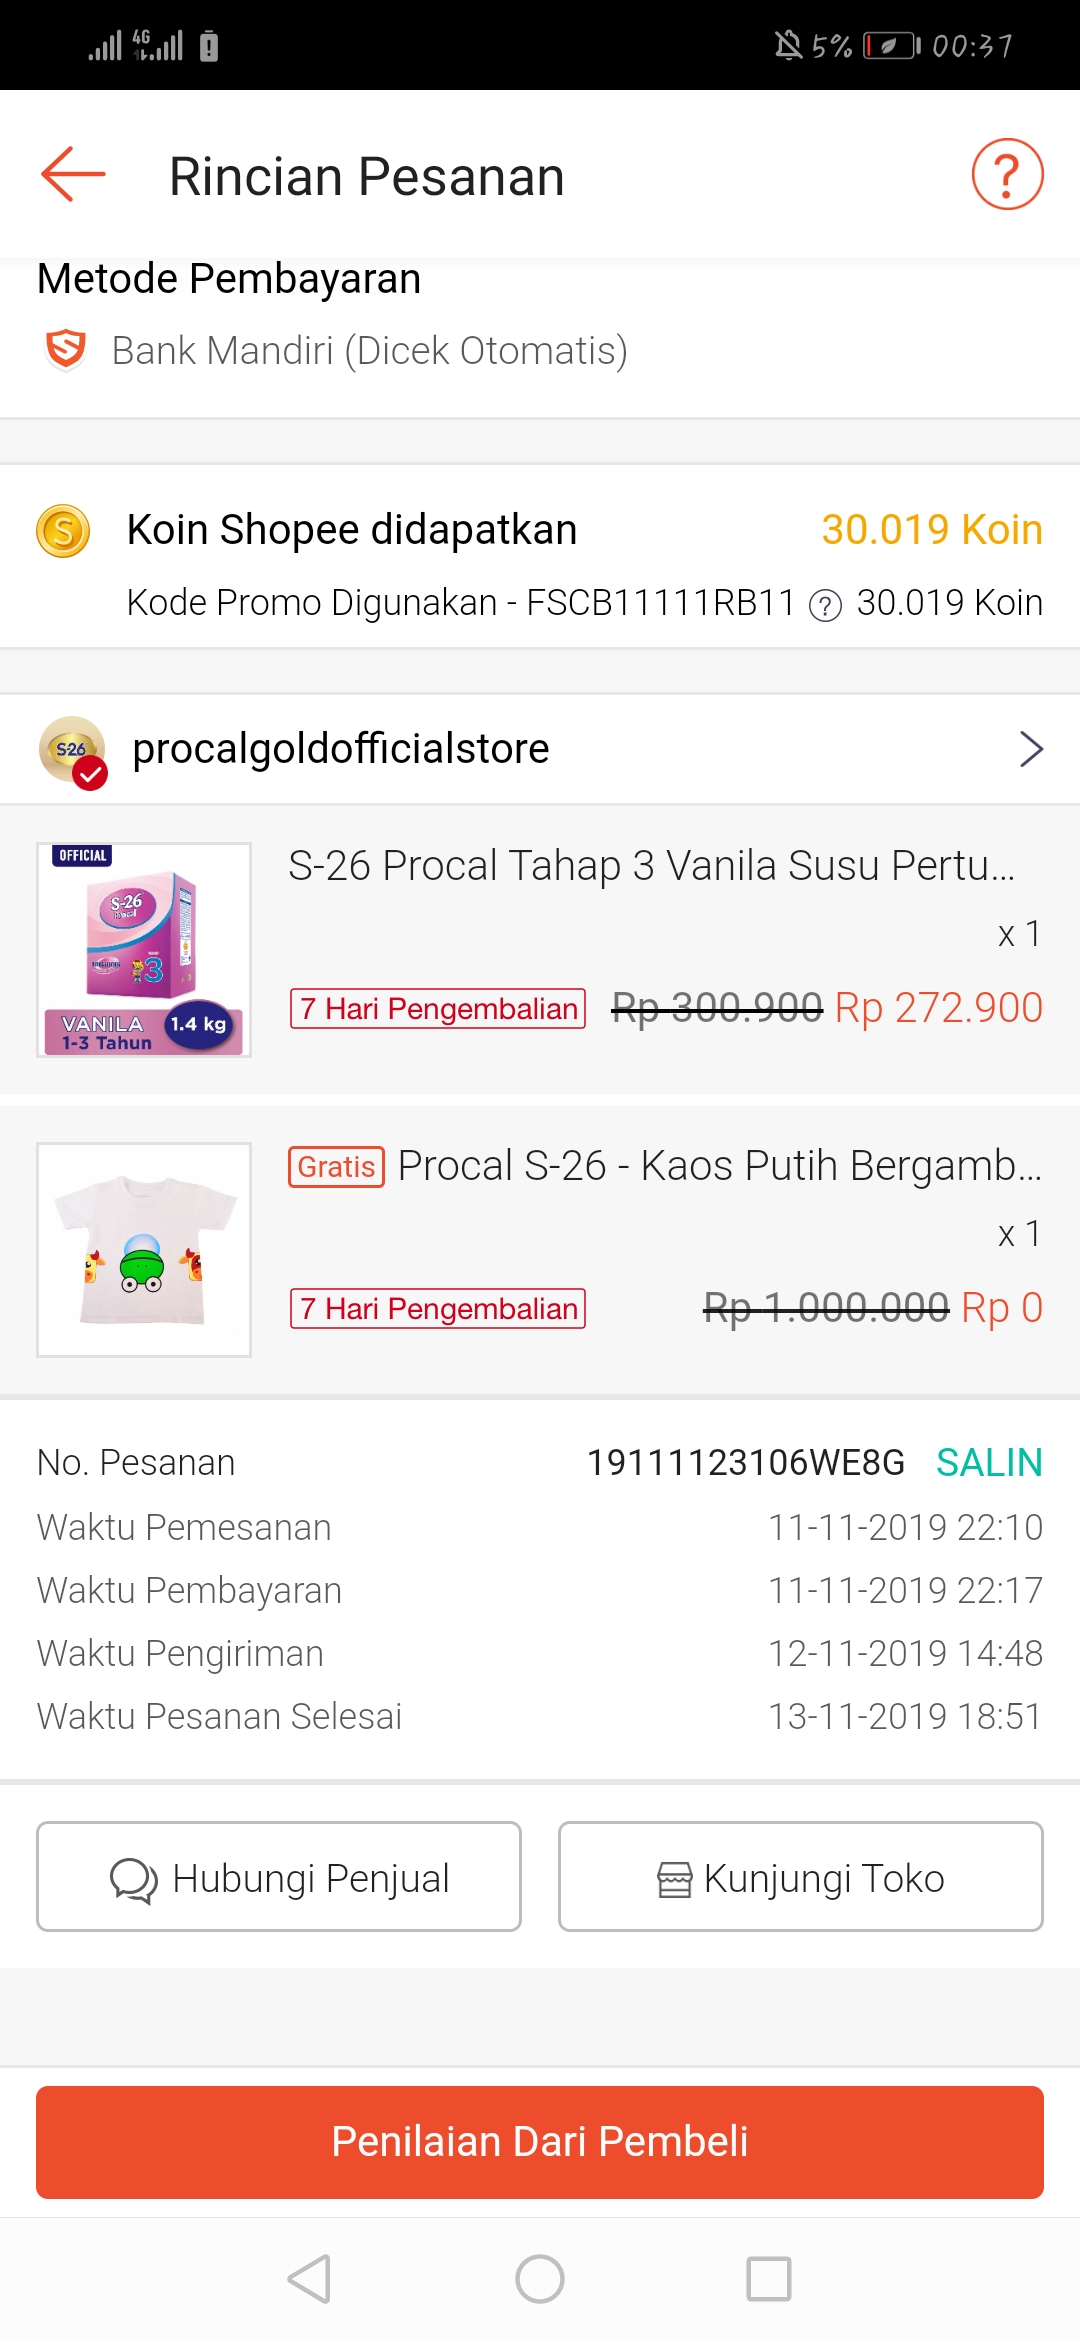 4G
5%
00:37
Rincian Pesanan
Metode Pembayaran
Bank Mandiri (Dicek Otomatis)
Koin Shopee didapatkan 30.019 Koin
Kode Promo Digunakan - FSCB11111RB11 ? 30.019 Koin
S-26 procalgoldofficialstore
OFFICIAL
S-26
Procal
3
VANILA
1-3 Tahun
1.4 kg
S-26 Procal Tahap 3 Vanila Susu Pertu...
x 1
7 Hari Pengembalian Rp 300.900 Rp 272.900
Gratis Procal S-26 - Kaos Putih Bergamb...
x 1
7 Hari Pengembalian Rp 1.000.000 Rp 0
No. Pesanan 19111123106WE8G SALIN
Waktu Pemesanan 11-11-2019 22:10
Waktu Pembayaran 11-11-2019 22:17
Waktu Pengiriman 12-11-2019 14:48
Waktu Pesanan Selesai 13-11-2019 18:51
Hubungi Penjual
Kunjungi Toko
Penilaian Dari Pembeli